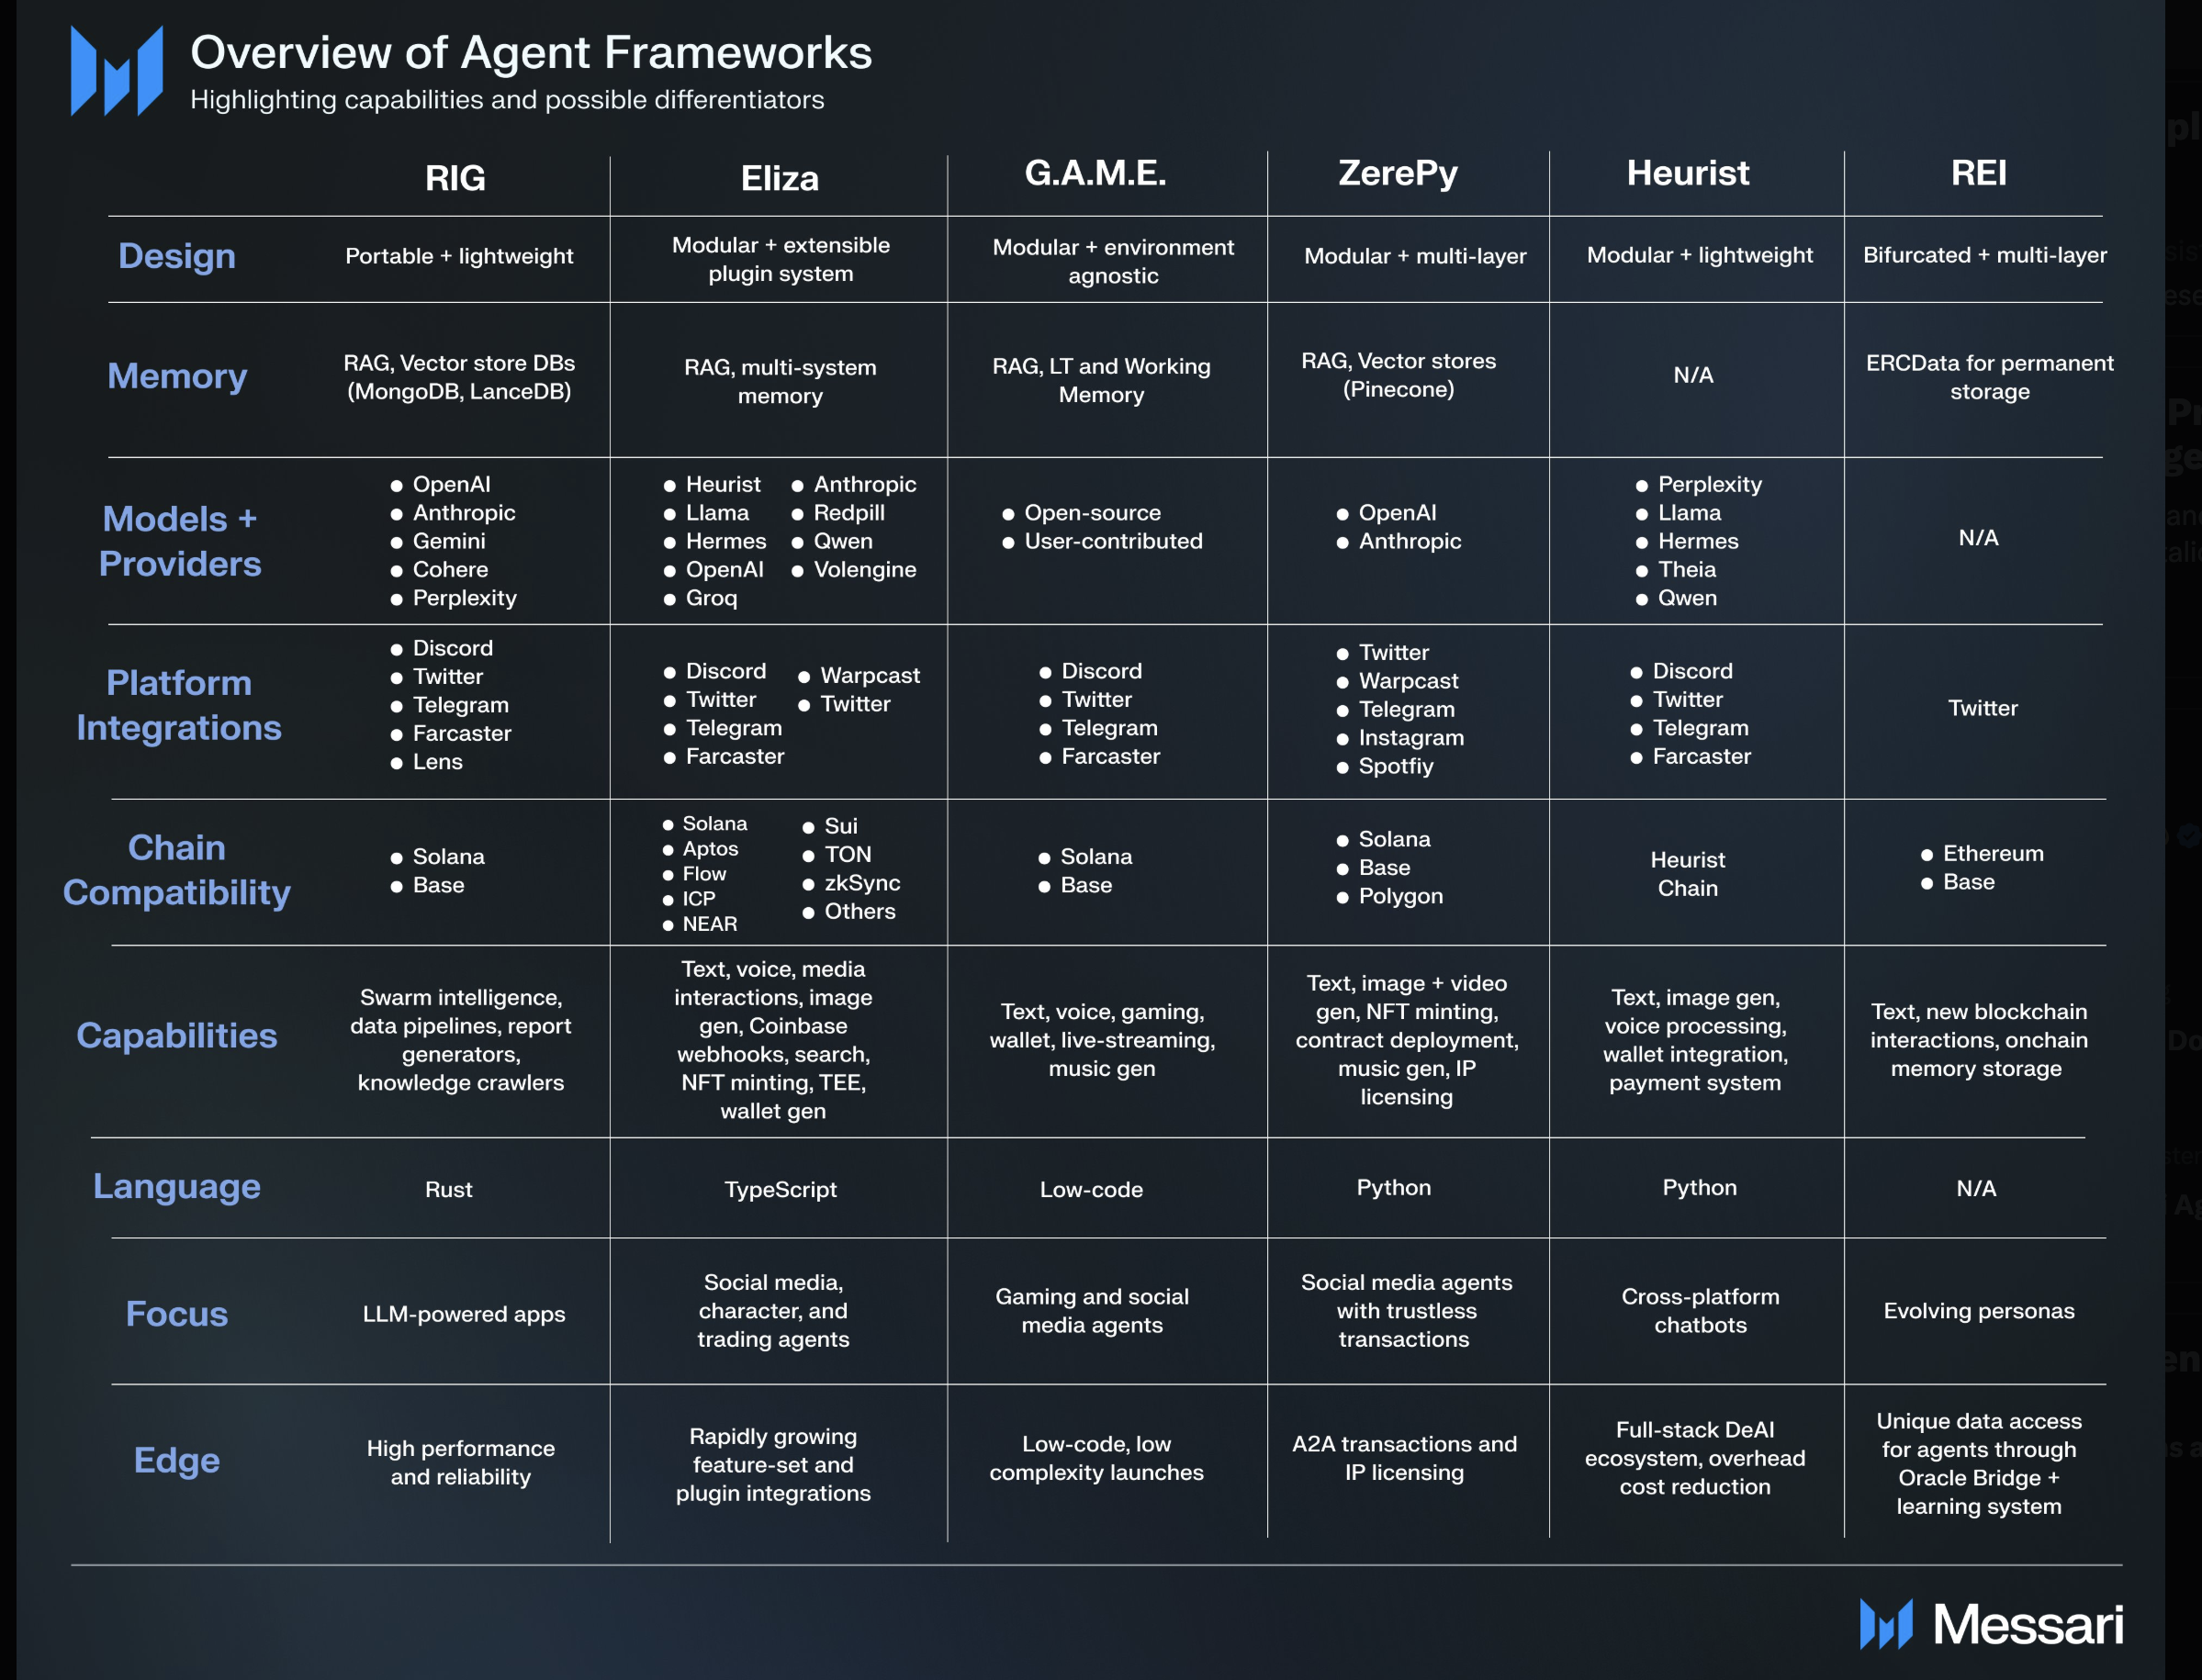 Overview of Agent Frameworks
Highlighting capabilities and possible differentiators
RIG
Eliza
G.A.M.E.
ZerePy
Heurist
REI
Design
Portable + lightweight
Modular + extensible
plugin system
Modular + environment
agnostic
Modular + multi-layer
Modular + lightweight
Bifurcated + multi-layer
Memory
RAG, Vector store DBs
(MongoDB, LanceDB)
RAG, multi-system
memory
RAG, LT and Working
Memory
RAG, Vector stores
(Pinecone)
N/A
ERCData for permanent
storage
Models +
Providers
● OpenAI
● Anthropic
● Gemini
● Cohere
● Perplexity
● Heurist
● Llama
● Hermes
● OpenAI
● Groq
● Anthropic
● Redpill
● Qwen
● Volengine
● Open-source
● User-contributed
● OpenAI
● Anthropic
● Perplexity
● Llama
● Hermes
● Theia
● Qwen
N/A
Platform
Integrations
● Discord
● Twitter
● Telegram
● Farcaster
● Lens
● Discord
● Twitter
● Telegram
● Farcaster
● Warpcast
● Twitter
● Discord
● Twitter
● Telegram
● Farcaster
● Twitter
● Warpcast
● Telegram
● Instagram
● Spotfiy
● Discord
● Twitter
● Telegram
● Farcaster
Twitter
Chain
Compatibility
● Solana
● Base
● Solana
● Aptos
● Flow
● ICP
● NEAR
● Sui
● TON
● zkSync
● Others
● Solana
● Base
● Solana
● Base
● Polygon
Heurist
Chain
● Ethereum
● Base
Capabilities
Swarm intelligence,
data pipelines, report
generators,
knowledge crawlers
Text, voice, media
interactions, image
gen, Coinbase
webhooks, search,
NFT minting, TEE,
wallet gen
Text, voice, gaming,
wallet, live-streaming,
music gen
Text, image + video
gen, NFT minting,
contract deployment,
music gen, IP
licensing
Text, image gen,
voice processing,
wallet integration,
payment system
Text, new blockchain
interactions, onchain
memory storage
Language
Rust
TypeScript
Low-code
Python
Python
N/A
Focus
LLM-powered apps
Social media,
character, and
trading agents
Gaming and social
media agents
Social media agents
with trustless
transactions
Cross-platform
chatbots
Evolving personas
Edge
High performance
and reliability
Rapidly growing
feature-set and
plugin integrations
Low-code, low
complexity launches
A2A transactions and
IP licensing
Full-stack DeAI
ecosystem, overhead
cost reduction
Unique data access
for agents through
Oracle Bridge +
learning system
Messari